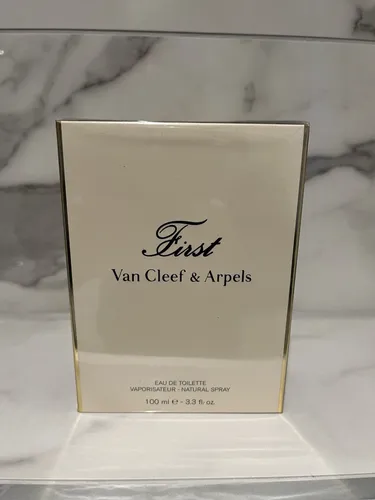 First
Van Cleef & Arpels
EAU DE TOILETTE
VAPORISATEUR - NATURAL SPRAY
100 ml ℮ - 3.3 fl. oz.